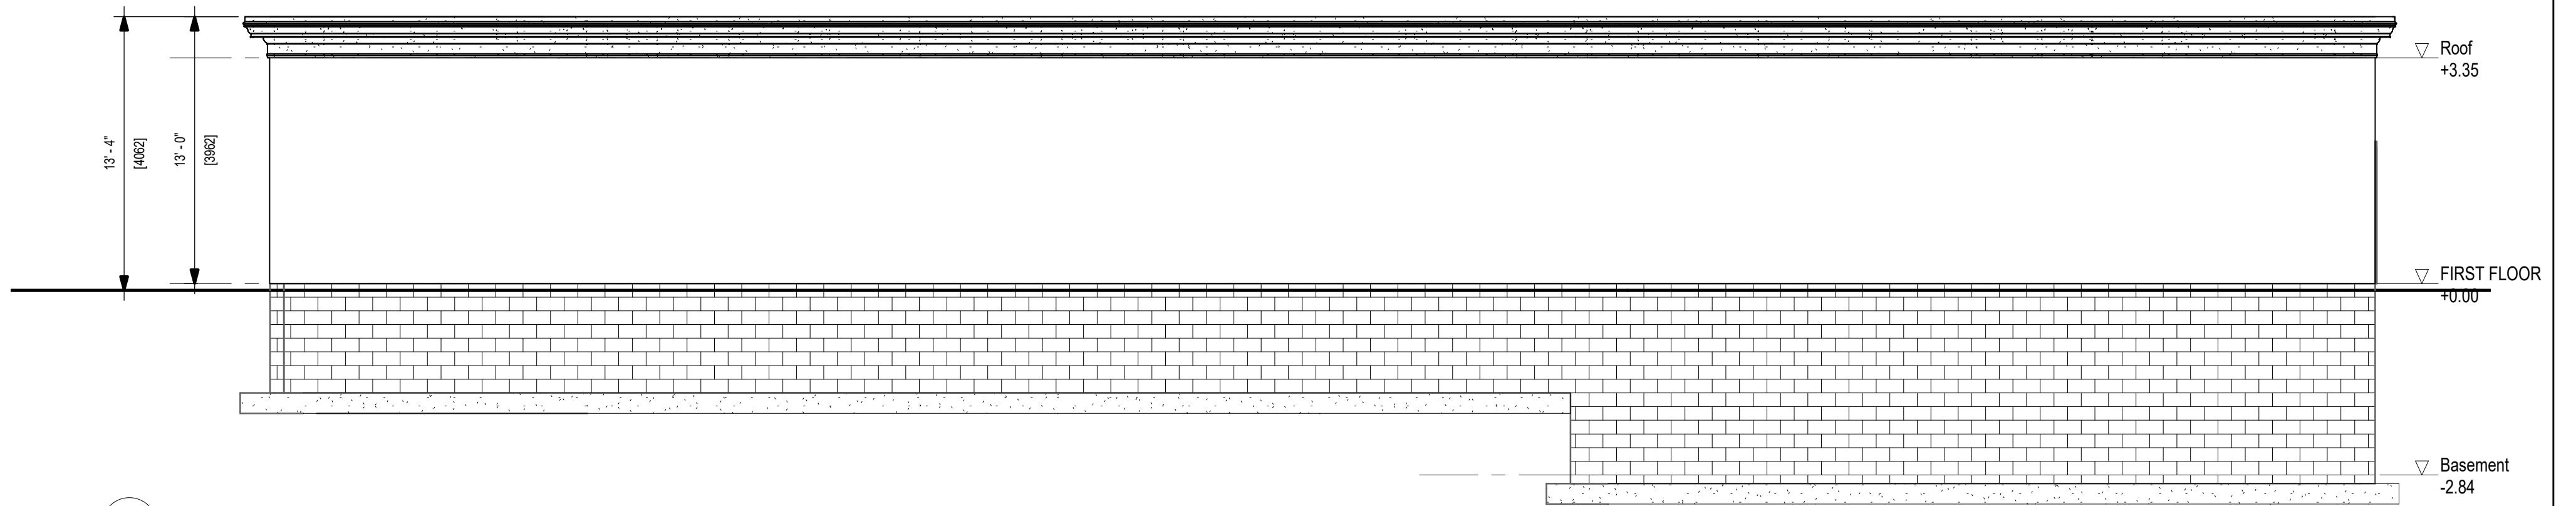 13' - 4"
[4062]
13' - 0"
[3962]
Roof
+3.35
FIRST FLOOR
+0.00
Basement
-2.84